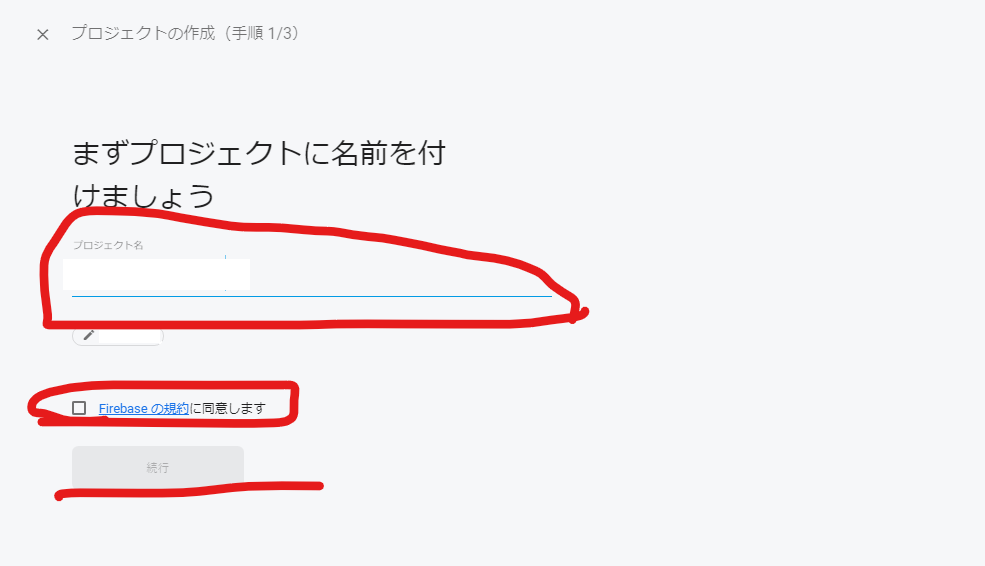 プロジェクトの作成（手順 1/3）
まずプロジェクトに名前を付
けましょう
プロジェクト名
Firebase の規約に同意します
続行